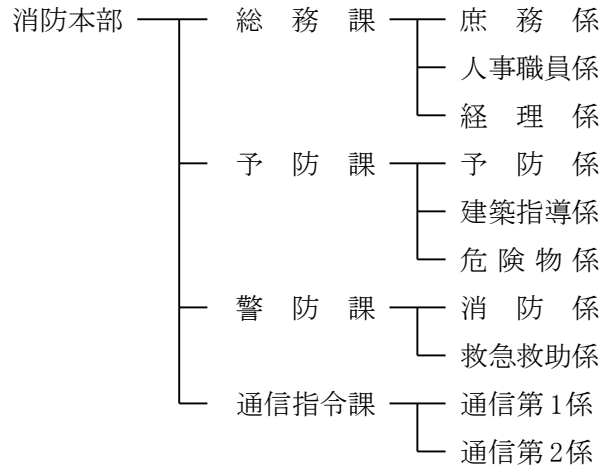 消防本部 総務課 庶務係
人事職員係
経理係
予防課 予防係
建築指導係
危険物係
警防課 消防係
救急救助係
通信指令課 通信第1係
通信第2係